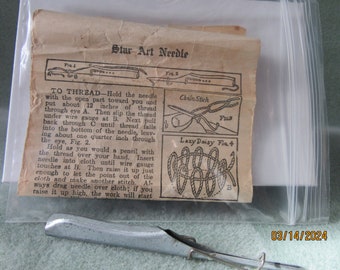 Star Art Needle
Fig. 1
Fig. 2
B
TO THREAD—Hold the needle
with the open part toward you and
put about 12 inches of thread
through eye A. Then slip the thread
under wire gauge at B. Next pull
back through C until thread falls
into the bottom of the needle, leav-
ing about one quarter inch through
the eye, Fig. 2.
Hold as you would a pencil with
the thread over your hand. Insert
needle into cloth until wire gauge
touches cloth. Then raise it up just
enough to let the point out of the
cloth and make another stitch. Al-
ways drag needle over cloth; if you
raise it up high, the work will start
Chain Stitch
Fig 3
Lazy Daisy Fig. 4
B
03/14/2024